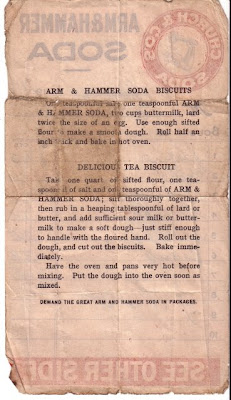 ARM & HAMMER SODA BISCUITS
One teaspoonful salt, one teaspoonful ARM
& HAMMER SODA, two cups buttermilk, lard
twice the size of an egg. Use enough sifted
flour to make a smooth dough. Roll half an
inch thick and bake in hot oven.
DELICIOUS TEA BISCUIT
Take one quart of sifted flour, one tea-
spoonful of salt and one teaspoonful of ARM &
HAMMER SODA; sift thoroughly together,
then rub in a heaping tablespoonful of lard or
butter, and add sufficient sour milk or butter-
milk to make a soft dough—just stiff enough
to handle with the floured hand. Roll out the
dough, and cut out the biscuits. Bake imme-
diately.
Have the oven and pans very hot before
mixing. Put the dough into the oven soon as
mixed.
DEMAND THE GREAT ARM AND HAMMER SODA IN PACKAGES.
ARM & HAMMER
SODA
CHURCH & CO'S
SODA
SEE OTHER SIDE